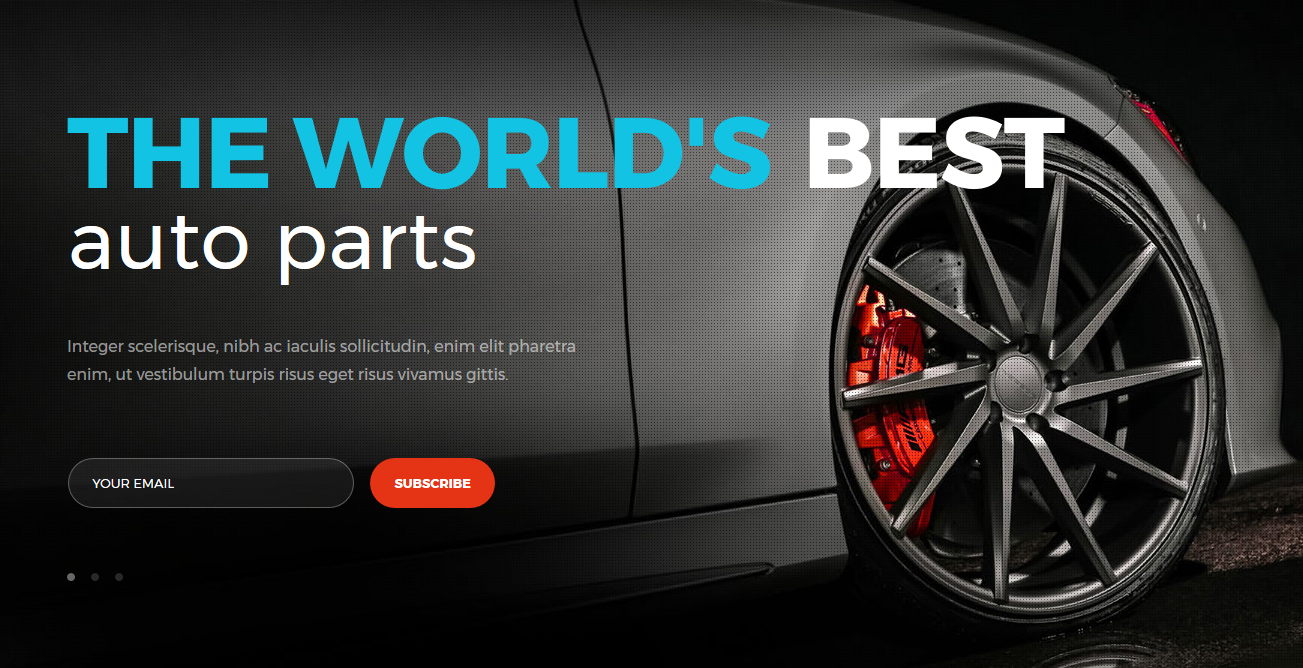 THE WORLD'S BEST
auto parts
Integer scelerisque, nibh ac iaculis sollicitudin, enim elit pharetra
enim, ut vestibulum turpis risus eget risus vivamus gittis.
YOUR EMAIL SUBSCRIBE